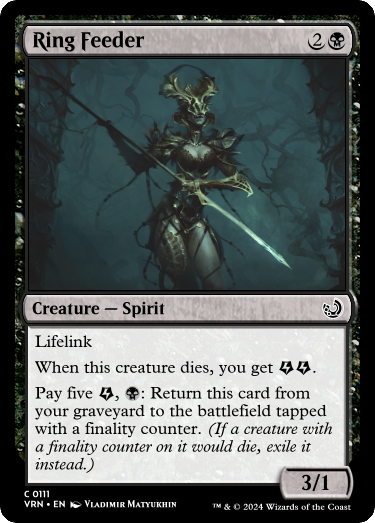 Ring Feeder 2
Creature — Spirit
Lifelink
When this creature dies, you get
Pay five , : Return this card from
your graveyard to the battlefield tapped
with a finality counter. (If a creature with
a finality counter on it would die, exile it
instead.)
3/1
C 0111
VRN • EN Vladimir Matyukhin
™ & © 2024 Wizards of the Coast